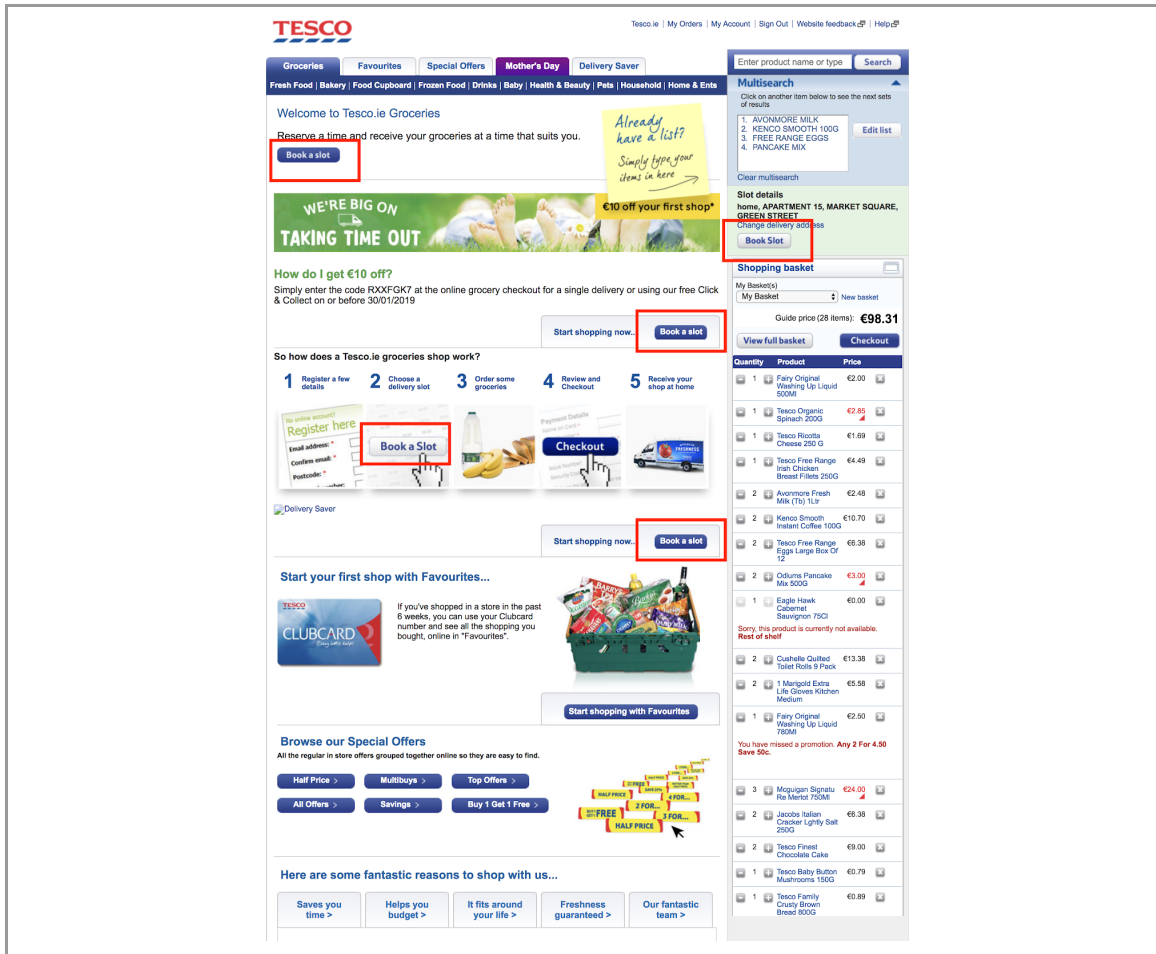 TESCO
Tesco.ie | My Orders | My Account | Sign Out | Website feedback | Help
Groceries
Favourites
Special Offers
Mother's Day
Delivery Saver
Fresh Food | Bakery | Food Cupboard | Frozen Food | Drinks | Baby | Health & Beauty | Pets | Household | Home & Ents
Welcome to Tesco.ie Groceries
Reserve a time and receive your groceries at a time that suits you.
Book a slot
Already
have a list?
Simply type your
items in here
WE'RE BIG ON
TAKING TIME OUT
€10 off your first shop*
How do I get €10 off?
Simply enter the code RXXFGK7 at the online grocery checkout for a single delivery or using our free Click
& Collect on or before 30/01/2019
Start shopping now..
Book a slot
So how does a Tesco.ie groceries shop work?
1 Register a few
details
2 Choose a
delivery slot
3 Order some
groceries
4 Review and
Checkout
5 Receive your
shop at home
No online account?
Register here
Email address: *
Confirm email: *
Postcode: *
Book a Slot
Payment Details
Name on Card
Issue Number
Checkout
FRESHNESS
Delivery Saver
Start shopping now..
Book a slot
Start your first shop with Favourites...
TESCO
CLUBCARD
Every little helps
If you've shopped in a store in the past
6 weeks, you can use your Clubcard
number and see all the shopping you
bought, online in "Favourites".
Start shopping with Favourites
Browse our Special Offers
All the regular in store offers grouped together online so they are easy to find.
Half Price >
Multibuys >
Top Offers >
All Offers >
Savings >
Buy 1 Get 1 Free >
HALF PRICE
4 FOR...
2 FOR...
FREE
3 FOR...
HALF PRICE
Here are some fantastic reasons to shop with us...
Saves you
time >
Helps you
budget >
It fits around
your life >
Freshness
guaranteed >
Our fantastic
team >
Enter product name or type
Search
Multisearch
Click on another item below to see the next sets
of results
1. AVONMORE MILK
2. KENCO SMOOTH 100G
3. FREE RANGE EGGS
4. PANCAKE MIX
Edit list
Clear multisearch
Slot details
home, APARTMENT 15, MARKET SQUARE,
GREEN STREET
Change delivery address
Book Slot
Shopping basket
My Basket(s)
My Basket
New basket
Guide price (28 items): €98.31
View full basket
Checkout
Quantity Product Price
1 Fairy Original €2.00
Washing Up Liquid
500Ml
1 Tesco Organic €2.85
Spinach 200G
1 Tesco Ricotta €1.69
Cheese 250 G
1 Tesco Free Range €4.49
Irish Chicken
Breast Fillets 250G
2 Avonmore Fresh €2.48
Milk (Tb) 1Ltr
2 Kenco Smooth €10.70
Instant Coffee 100G
2 Tesco Free Range €6.38
Eggs Large Box Of
12
2 Odlums Pancake €3.00
Mix 500G
1 Eagle Hawk €0.00
Cabernet
Sauvignon 75Cl
Sorry, this product is currently not available.
Rest of shelf
2 Cushelle Quilted €13.38
Toilet Rolls 9 Pack
2 1 Marigold Extra €5.58
Life Gloves Kitchen
Medium
1 Fairy Original €2.50
Washing Up Liquid
780Ml
You have missed a promotion. Any 2 For 4.50
Save 50c.
3 Mcguigan Signatu €24.00
Re Merlot 750Ml
2 Jacobs Italian €6.38
Cracker Lghtly Salt
250G
2 Tesco Finest €9.00
Chocolate Cake
1 Tesco Baby Button €0.79
Mushrooms 150G
1 Tesco Family €0.89
Crusty Brown
Bread 800G